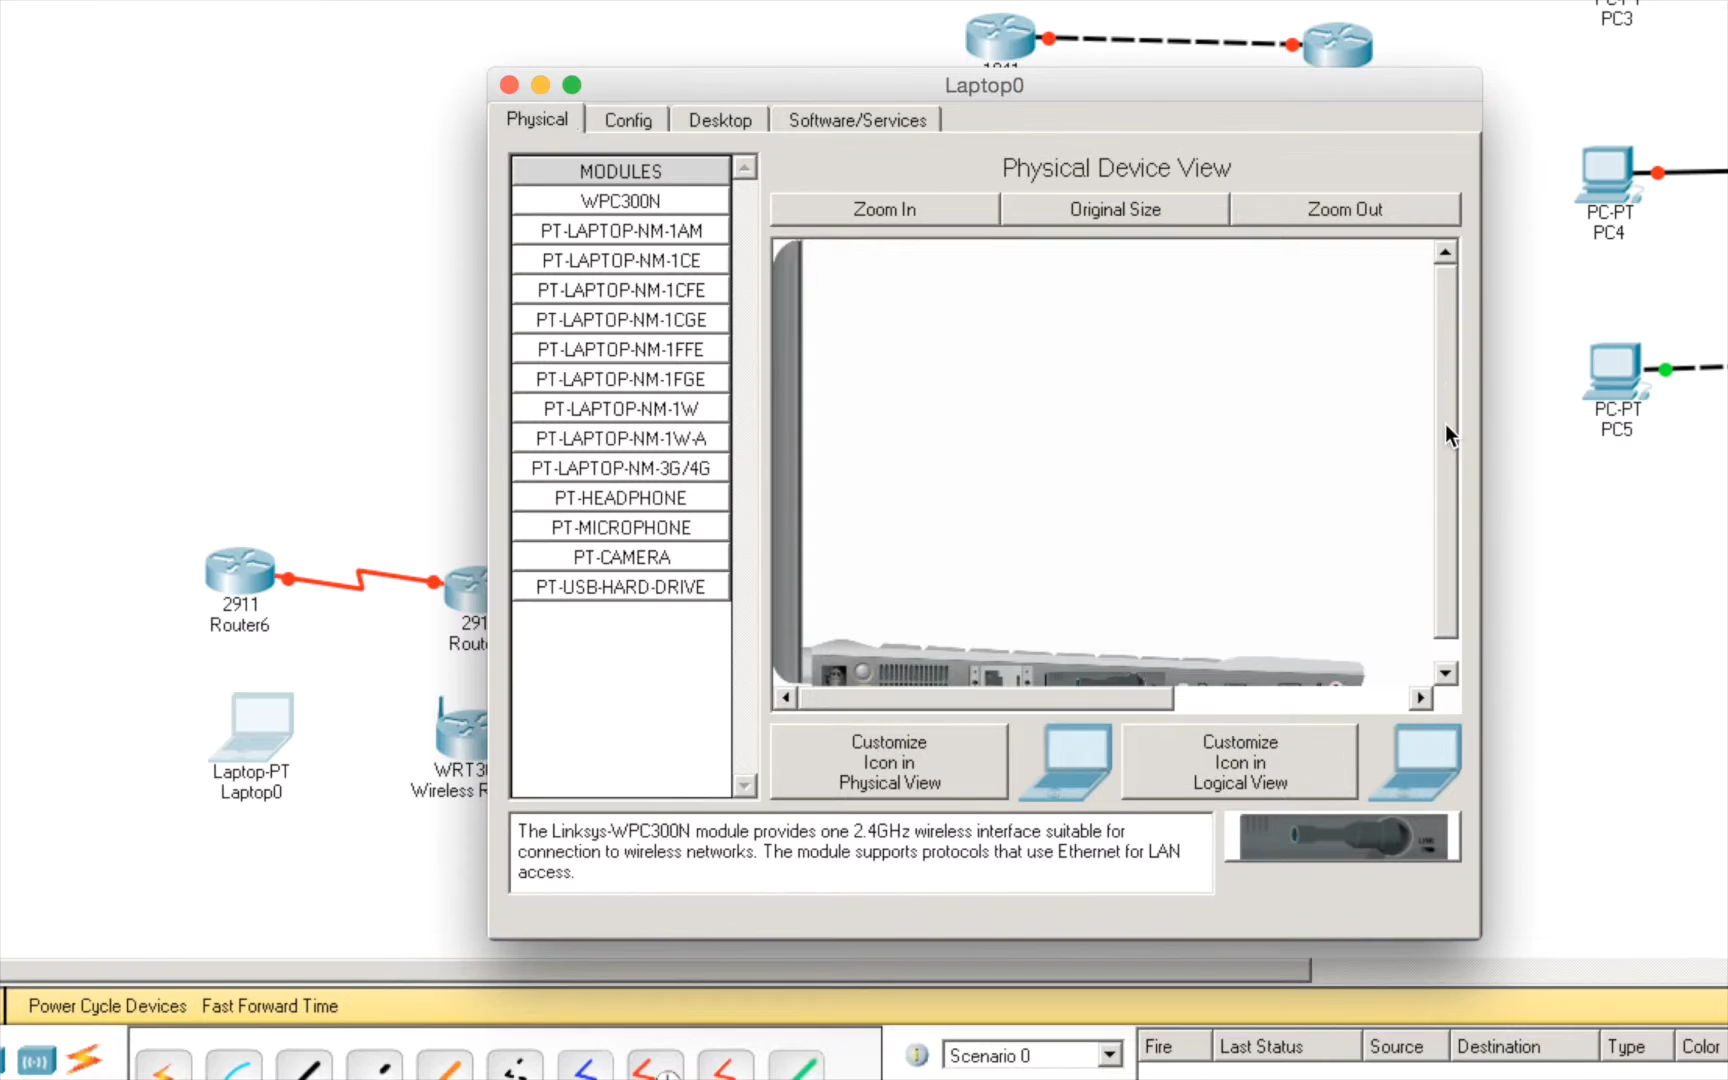 PC3
1841
Laptop0
Physical
Config
Desktop
Software/Services
MODULES
WPC300N
PT-LAPTOP-NM-1AM
PT-LAPTOP-NM-1CE
PT-LAPTOP-NM-1CFE
PT-LAPTOP-NM-1CGE
PT-LAPTOP-NM-1FFE
PT-LAPTOP-NM-1FGE
PT-LAPTOP-NM-1W
PT-LAPTOP-NM-1W-A
PT-LAPTOP-NM-3G/4G
PT-HEADPHONE
PT-MICROPHONE
PT-CAMERA
PT-USB-HARD-DRIVE
Physical Device View
Zoom In
Original Size
Zoom Out
PC-PT
PC4
PC-PT
PC5
2911
Router6
291
Route
Laptop-PT
Laptop0
WRT3
Wireless R
Customize
Icon in
Physical View
Customize
Icon in
Logical View
The Linksys-WPC300N module provides one 2.4GHz wireless interface suitable for
connection to wireless networks. The module supports protocols that use Ethernet for LAN
access.
Power Cycle Devices Fast Forward Time
Scenario 0
Fire
Last Status
Source
Destination
Type
Color